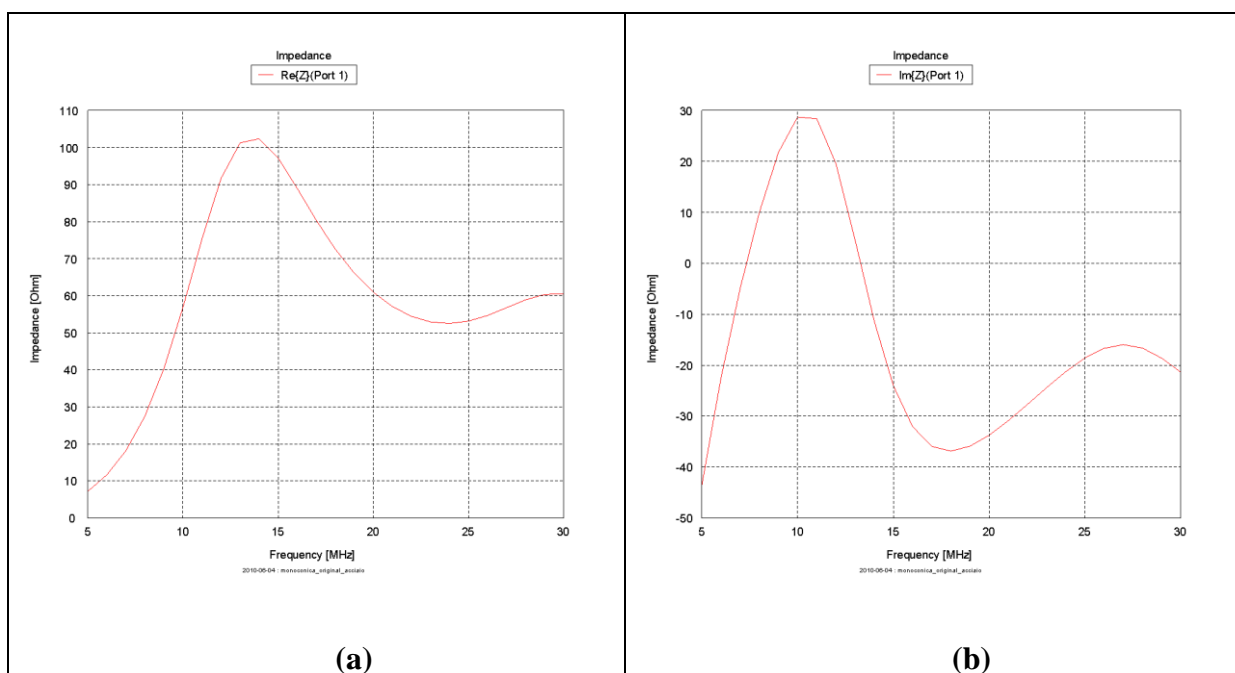 Impedance
Re{Z}(Port 1)
110
100
90
80
70
60
50
40
30
20
10
0
Impedance [Ohm]
5
10
15
20
25
30
Frequency [MHz]
2010-06-04 : monoconica_original_acciaio
(a)
Impedance
Im{Z}(Port 1)
30
20
10
0
-10
-20
-30
-40
-50
Impedance [Ohm]
5
10
15
20
25
30
Frequency [MHz]
2010-06-04 : monoconica_original_acciaio
(b)